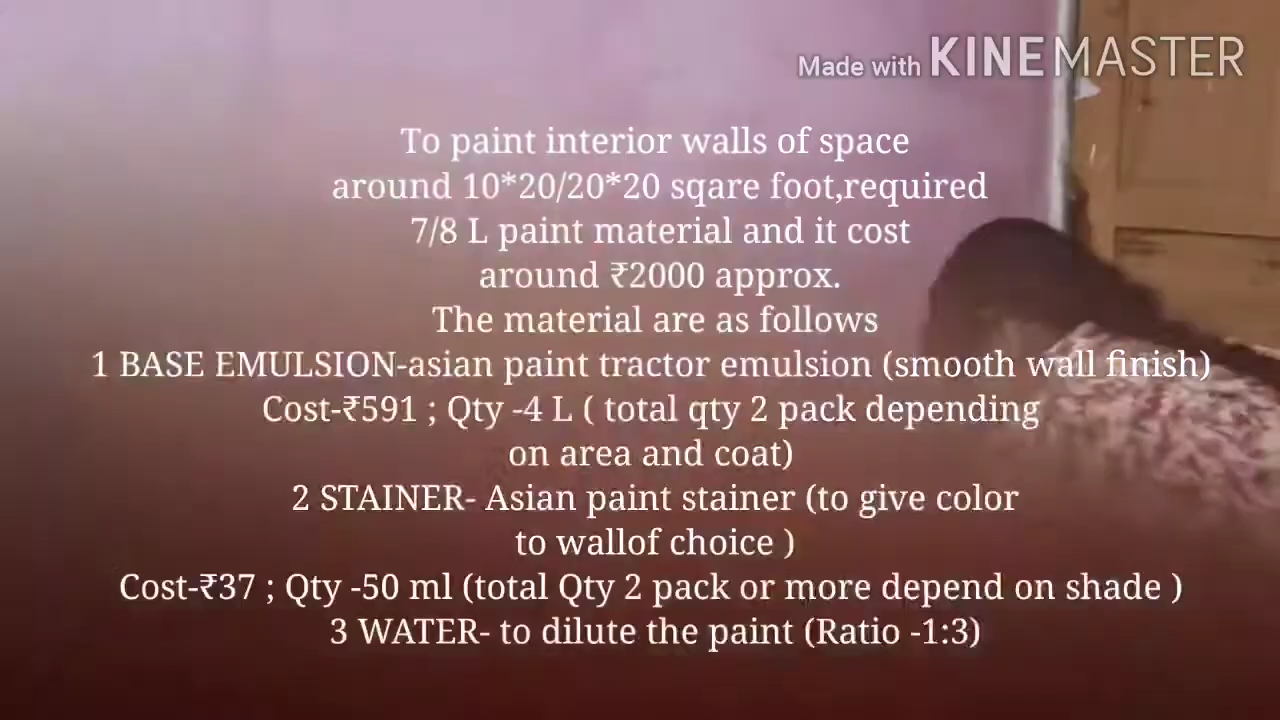 Made with KINEMASTER
To paint interior walls of space
around 10*20/20*20 sqare foot,required
7/8 L paint material and it cost
around ₹2000 approx.
The material are as follows
1 BASE EMULSION-asian paint tractor emulsion (smooth wall finish)
Cost-₹591 ; Qty -4 L ( total qty 2 pack depending
on area and coat)
2 STAINER- Asian paint stainer (to give color
to wallof choice )
Cost-₹37 ; Qty -50 ml (total Qty 2 pack or more depend on shade )
3 WATER- to dilute the paint (Ratio -1:3)